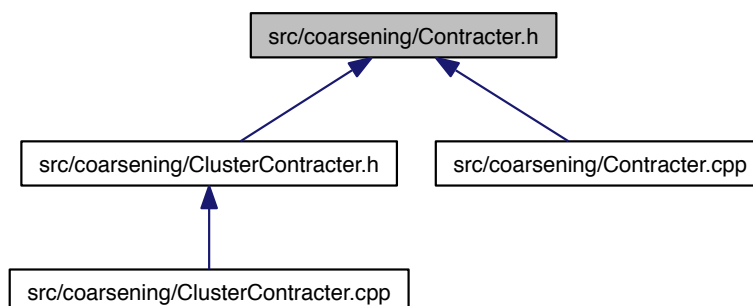 src/coarsening/Contracter.h
src/coarsening/ClusterContracter.h
src/coarsening/Contracter.cpp
src/coarsening/ClusterContracter.cpp